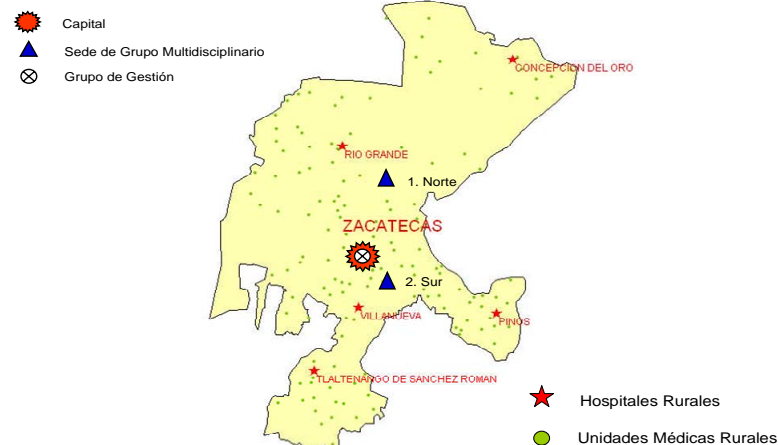 Capital
Sede de Grupo Multidisciplinario
Grupo de Gestión
CONCEPCION DEL ORO
RIO GRANDE
1. Norte
ZACATECAS
2. Sur
VILLANUEVA
PINOS
TLALTENANGO DE SANCHEZ ROMAN
Hospitales Rurales
Unidades Médicas Rurales